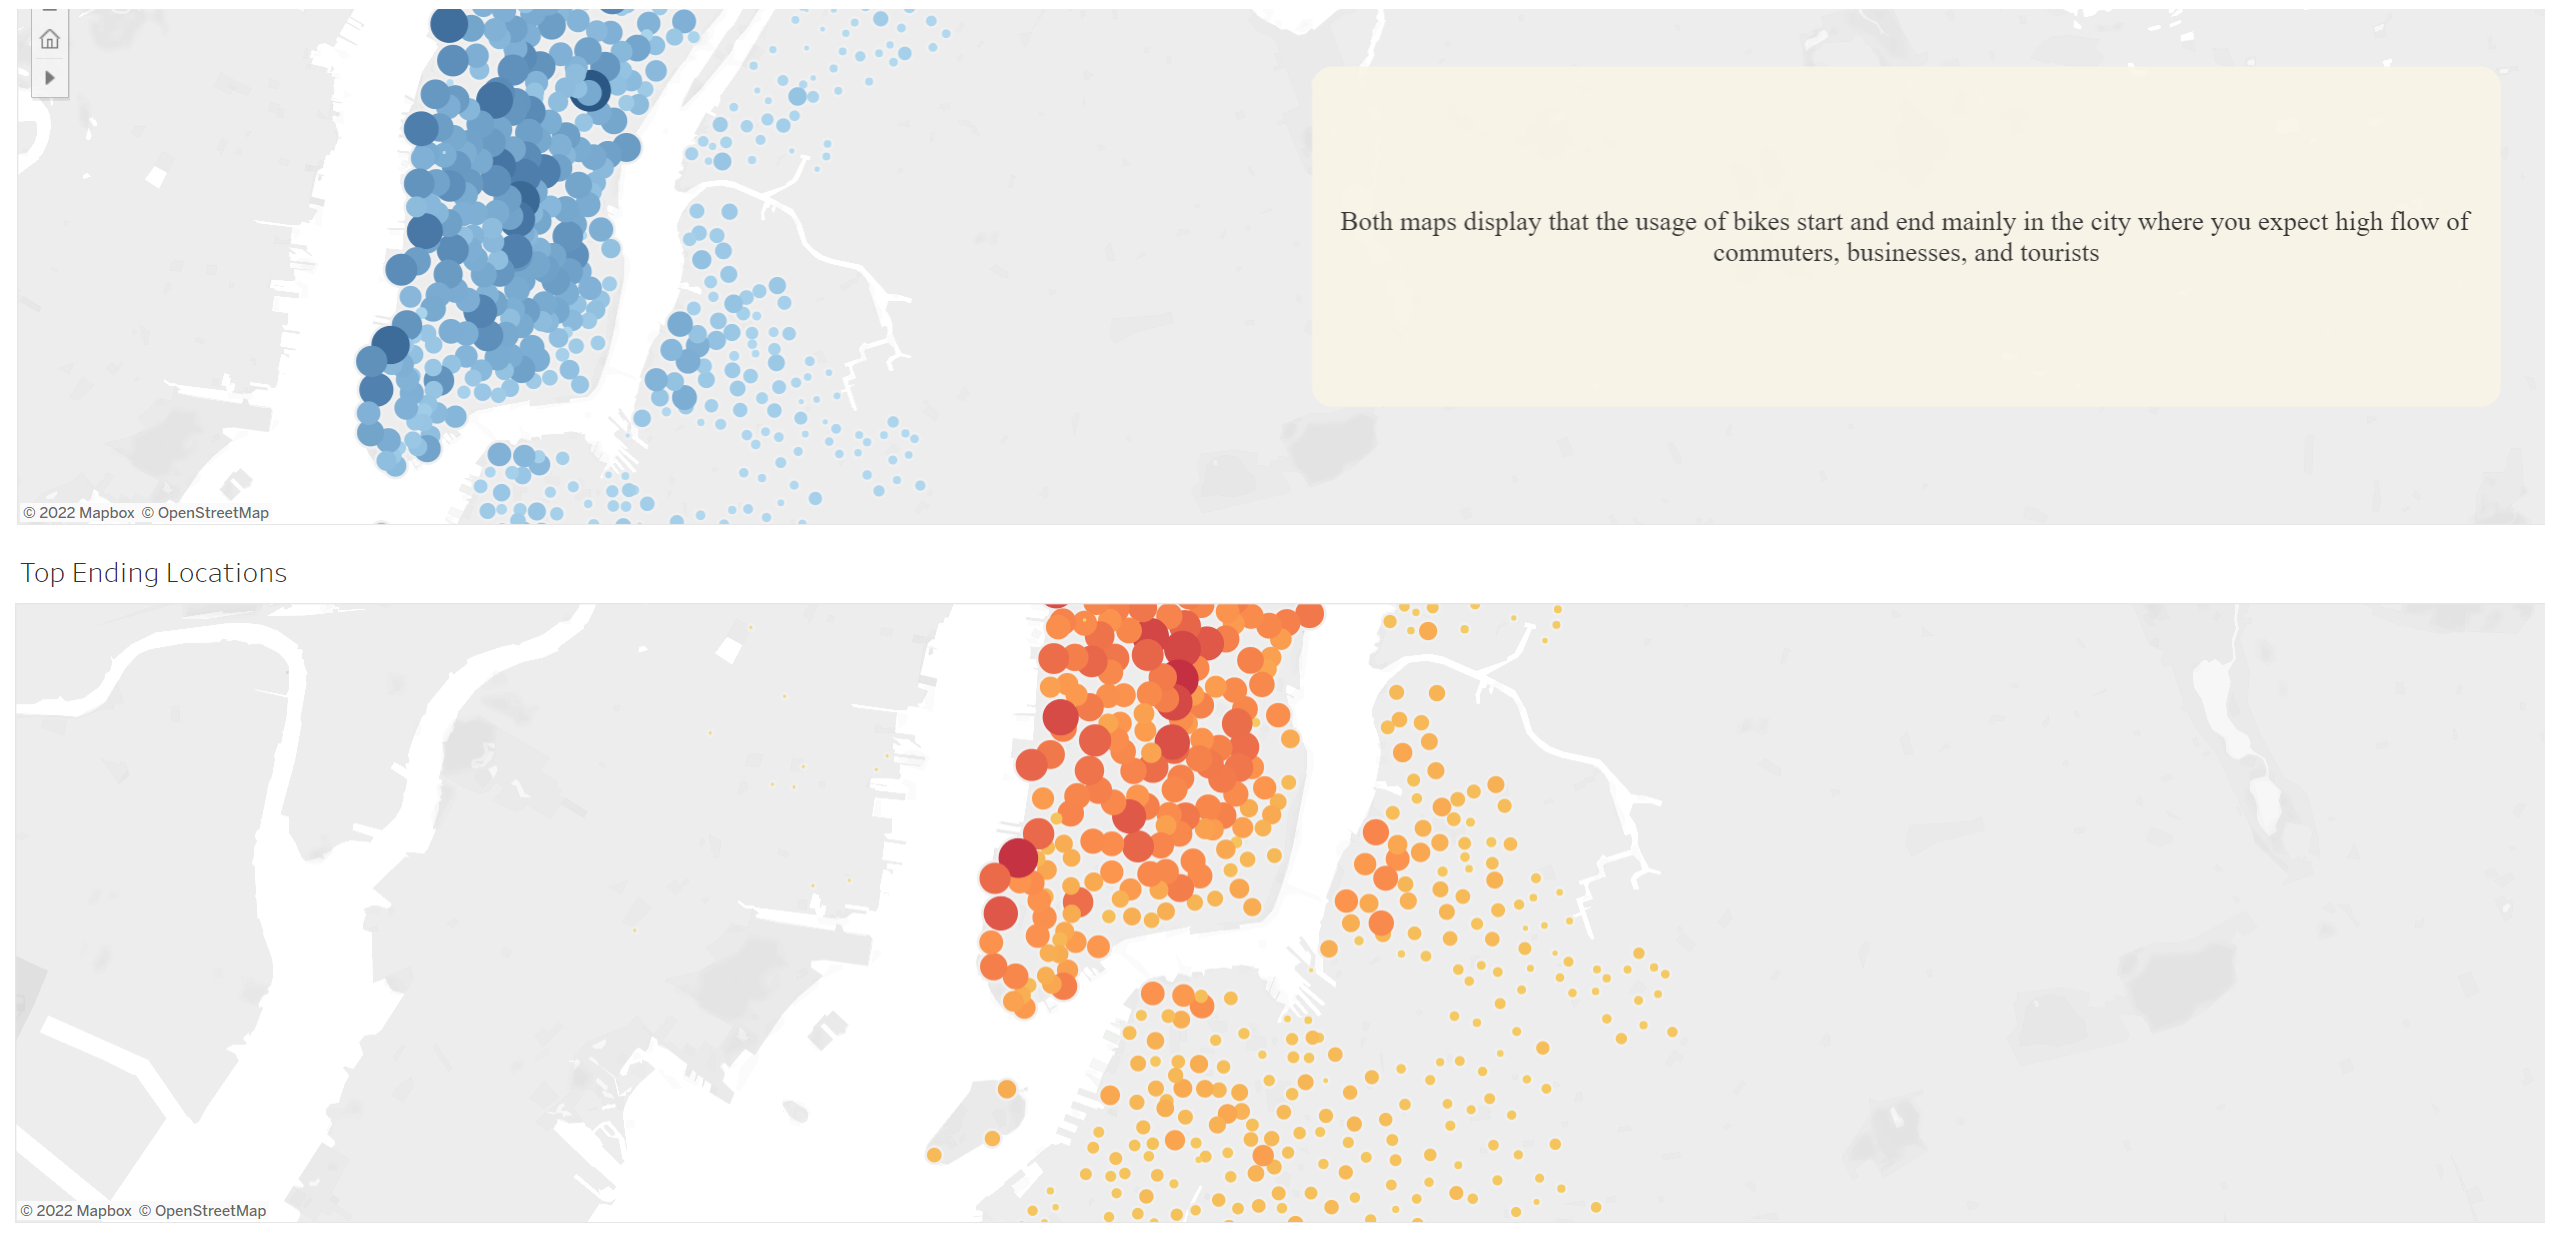 Both maps display that the usage of bikes start and end mainly in the city where you expect high flow of
commuters, businesses, and tourists
© 2022 Mapbox © OpenStreetMap
Top Ending Locations
© 2022 Mapbox © OpenStreetMap